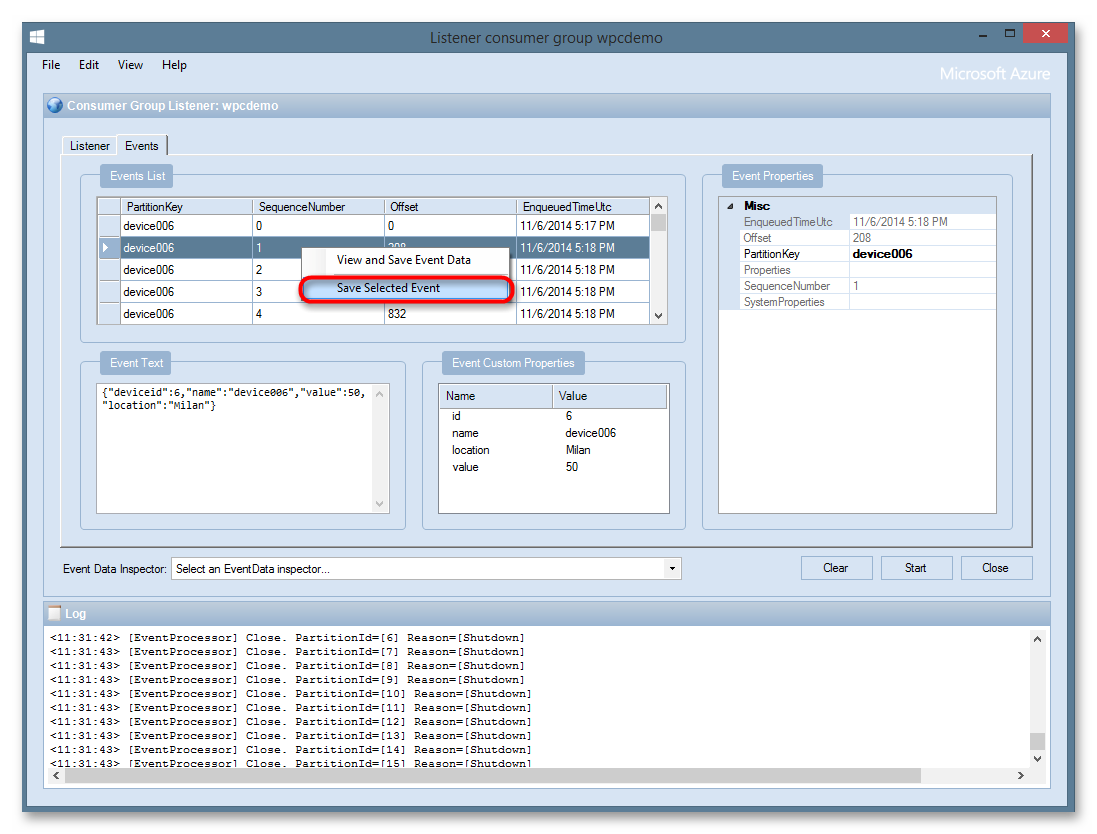 Listener consumer group wpcdemo
File Edit View Help
Microsoft Azure
Consumer Group Listener: wpcdemo
Listener Events
Events List
PartitionKey SequenceNumber Offset EnqueuedTimeUtc
device006 0 0 11/6/2014 5:17 PM
device006 1 208 11/6/2014 5:18 PM
device006 2 11/6/2014 5:18 PM
device006 3 11/6/2014 5:18 PM
device006 4 832 11/6/2014 5:18 PM
View and Save Event Data
Save Selected Event
Event Properties
Misc
EnqueuedTimeUtc 11/6/2014 5:18 PM
Offset 208
PartitionKey device006
Properties
SequenceNumber 1
SystemProperties
Event Text
{"deviceid":6,"name":"device006","value":50,
"location":"Milan"}
Event Custom Properties
Name Value
id 6
name device006
location Milan
value 50
Event Data Inspector: Select an EventData inspector... Clear Start Close
Log
<11:31:42> [EventProcessor] Close. PartitionId=[6] Reason=[Shutdown]
<11:31:43> [EventProcessor] Close. PartitionId=[7] Reason=[Shutdown]
<11:31:43> [EventProcessor] Close. PartitionId=[8] Reason=[Shutdown]
<11:31:43> [EventProcessor] Close. PartitionId=[9] Reason=[Shutdown]
<11:31:43> [EventProcessor] Close. PartitionId=[10] Reason=[Shutdown]
<11:31:43> [EventProcessor] Close. PartitionId=[11] Reason=[Shutdown]
<11:31:43> [EventProcessor] Close. PartitionId=[12] Reason=[Shutdown]
<11:31:43> [EventProcessor] Close. PartitionId=[13] Reason=[Shutdown]
<11:31:43> [EventProcessor] Close. PartitionId=[14] Reason=[Shutdown]
<11:31:43> [EventProcessor] Close. PartitionId=[15] Reason=[Shutdown]